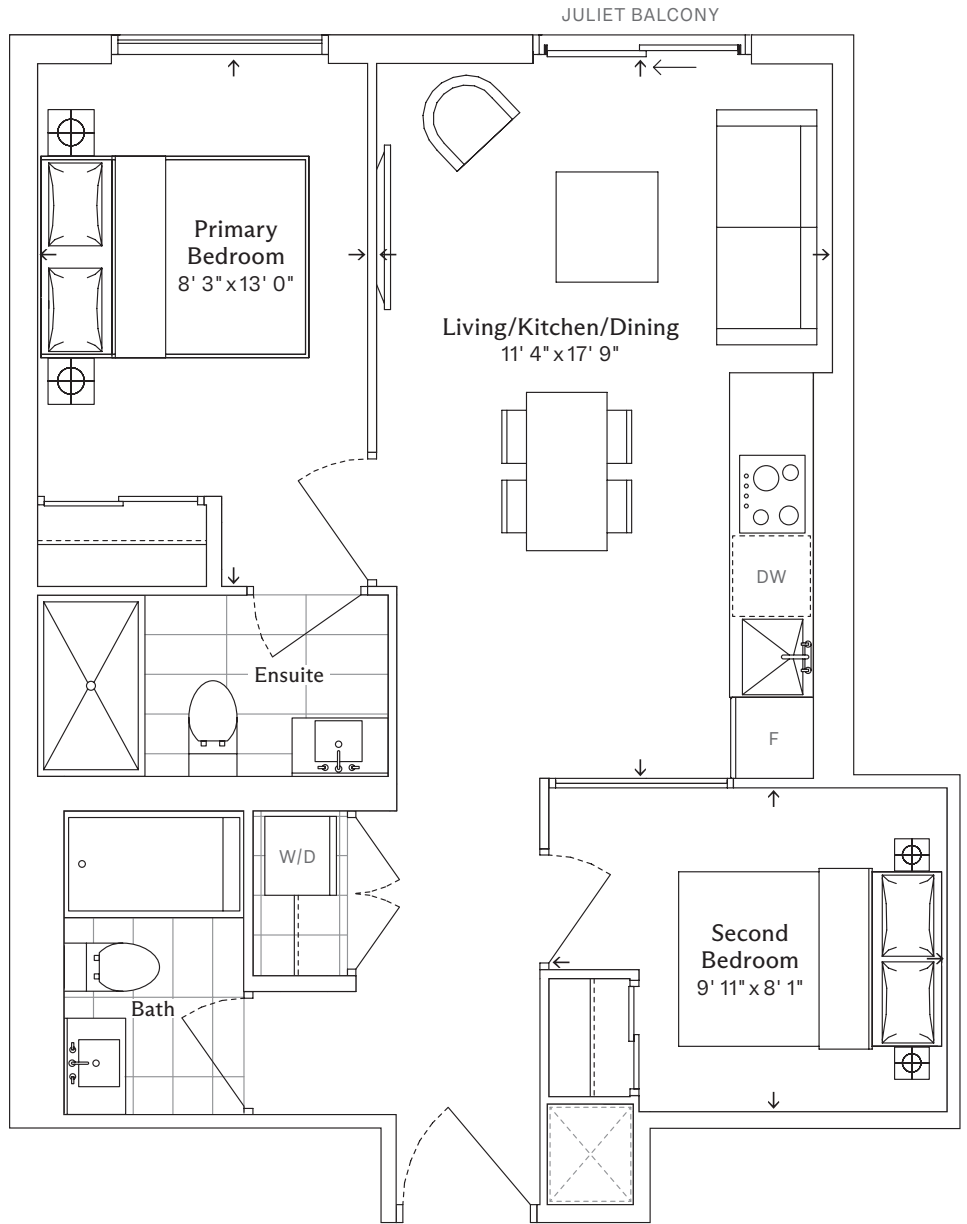 JULIET BALCONY
Primary
Bedroom
8' 3" x 13' 0"
Living/Kitchen/Dining
11' 4" x 17' 9"
DW
Ensuite
F
W/D
Second
Bedroom
9' 11" x 8' 1"
Bath